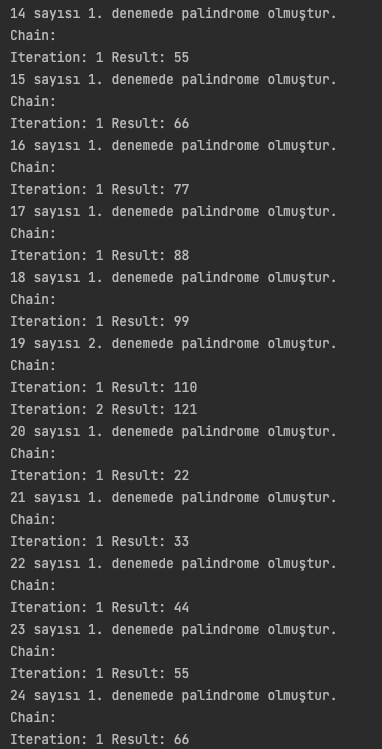 14 sayısı 1. denemede palindrome olmuştur.
Chain:
Iteration: 1 Result: 55
15 sayısı 1. denemede palindrome olmuştur.
Chain:
Iteration: 1 Result: 66
16 sayısı 1. denemede palindrome olmuştur.
Chain:
Iteration: 1 Result: 77
17 sayısı 1. denemede palindrome olmuştur.
Chain:
Iteration: 1 Result: 88
18 sayısı 1. denemede palindrome olmuştur.
Chain:
Iteration: 1 Result: 99
19 sayısı 2. denemede palindrome olmuştur.
Chain:
Iteration: 1 Result: 110
Iteration: 2 Result: 121
20 sayısı 1. denemede palindrome olmuştur.
Chain:
Iteration: 1 Result: 22
21 sayısı 1. denemede palindrome olmuştur.
Chain:
Iteration: 1 Result: 33
22 sayısı 1. denemede palindrome olmuştur.
Chain:
Iteration: 1 Result: 44
23 sayısı 1. denemede palindrome olmuştur.
Chain:
Iteration: 1 Result: 55
24 sayısı 1. denemede palindrome olmuştur.
Chain:
Iteration: 1 Result: 66